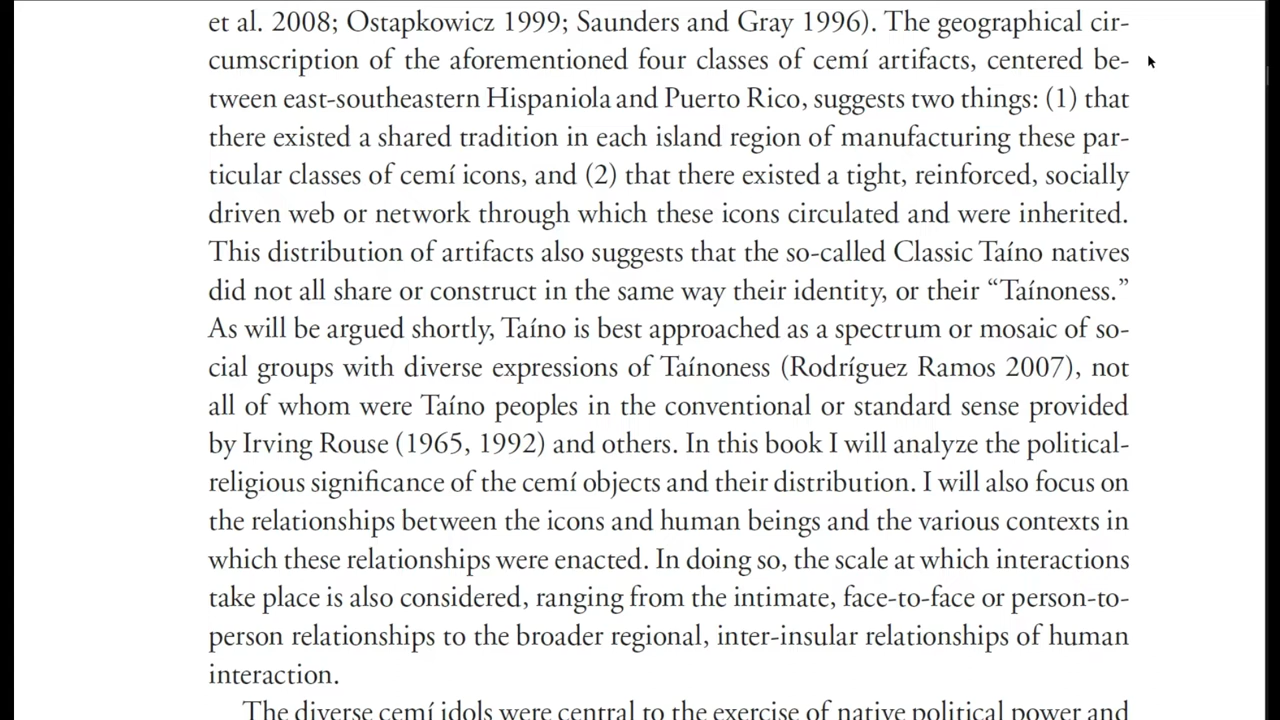 et al. 2008; Ostapkowicz 1999; Saunders and Gray 1996). The geographical cir-
cumscription of the aforementioned four classes of cemí artifacts, centered be-
tween east-southeastern Hispaniola and Puerto Rico, suggests two things: (1) that
there existed a shared tradition in each island region of manufacturing these par-
ticular classes of cemí icons, and (2) that there existed a tight, reinforced, socially
driven web or network through which these icons circulated and were inherited.
This distribution of artifacts also suggests that the so-called Classic Taíno natives
did not all share or construct in the same way their identity, or their “Taínoness.”
As will be argued shortly, Taíno is best approached as a spectrum or mosaic of so-
cial groups with diverse expressions of Taínoness (Rodríguez Ramos 2007), not
all of whom were Taíno peoples in the conventional or standard sense provided
by Irving Rouse (1965, 1992) and others. In this book I will analyze the political-
religious significance of the cemí objects and their distribution. I will also focus on
the relationships between the icons and human beings and the various contexts in
which these relationships were enacted. In doing so, the scale at which interactions
take place is also considered, ranging from the intimate, face-to-face or person-to-
person relationships to the broader regional, inter-insular relationships of human
interaction.
The diverse cemí idols were central to the exercise of native political power and